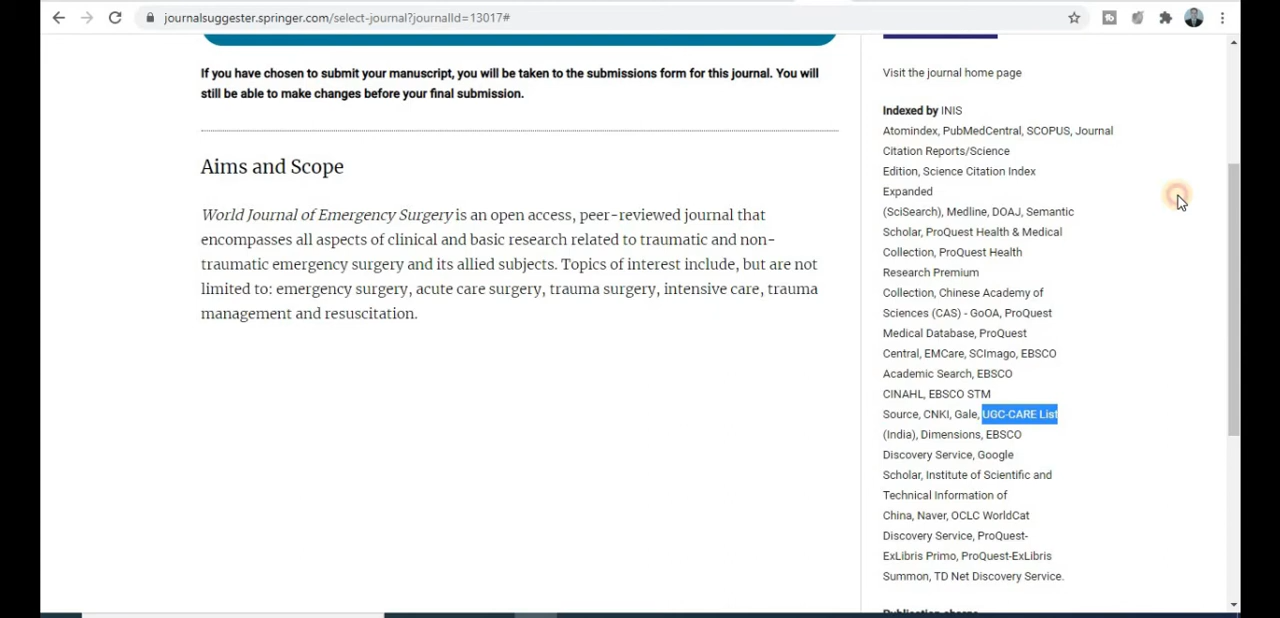 journalsuggester.springer.com/select-journal?journalId=13017#
If you have chosen to submit your manuscript, you will be taken to the submissions form for this journal. You will
still be able to make changes before your final submission.
Aims and Scope
World Journal of Emergency Surgery is an open access, peer-reviewed journal that
encompasses all aspects of clinical and basic research related to traumatic and non-
traumatic emergency surgery and its allied subjects. Topics of interest include, but are not
limited to: emergency surgery, acute care surgery, trauma surgery, intensive care, trauma
management and resuscitation.
Visit the journal home page
Indexed by INIS
Atomindex, PubMedCentral, SCOPUS, Journal
Citation Reports/Science
Edition, Science Citation Index
Expanded
(SciSearch), Medline, DOAJ, Semantic
Scholar, ProQuest Health & Medical
Collection, ProQuest Health
Research Premium
Collection, Chinese Academy of
Sciences (CAS) - GoOA, ProQuest
Medical Database, ProQuest
Central, EMCare, SCImago, EBSCO
Academic Search, EBSCO
CINAHL, EBSCO STM
Source, CNKI, Gale, UGC-CARE List
(India), Dimensions, EBSCO
Discovery Service, Google
Scholar, Institute of Scientific and
Technical Information of
China, Naver, OCLC WorldCat
Discovery Service, ProQuest-
ExLibris Primo, ProQuest-ExLibris
Summon, TD Net Discovery Service.